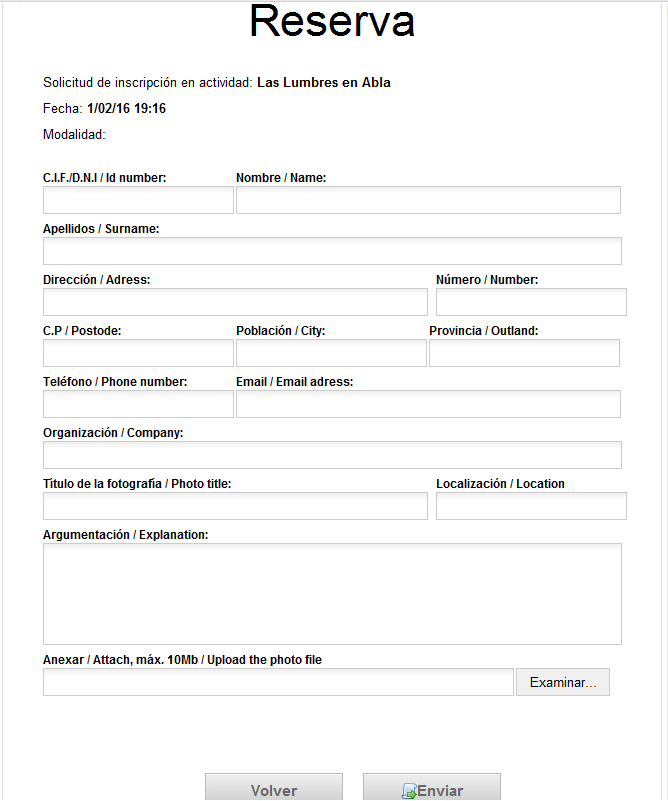 Reserva
Solicitud de inscripción en actividad: Las Lumbres en Abla
Fecha: 1/02/16 19:16
Modalidad:
C.I.F./D.N.I / Id number: Nombre / Name:
Apellidos / Surname:
Dirección / Adress: Número / Number:
C.P / Postode: Población / City: Provincia / Outland:
Teléfono / Phone number: Email / Email adress:
Organización / Company:
Título de la fotografía / Photo title: Localización / Location
Argumentación / Explanation:
Anexar / Attach, máx. 10Mb / Upload the photo file
Examinar...
Volver Enviar